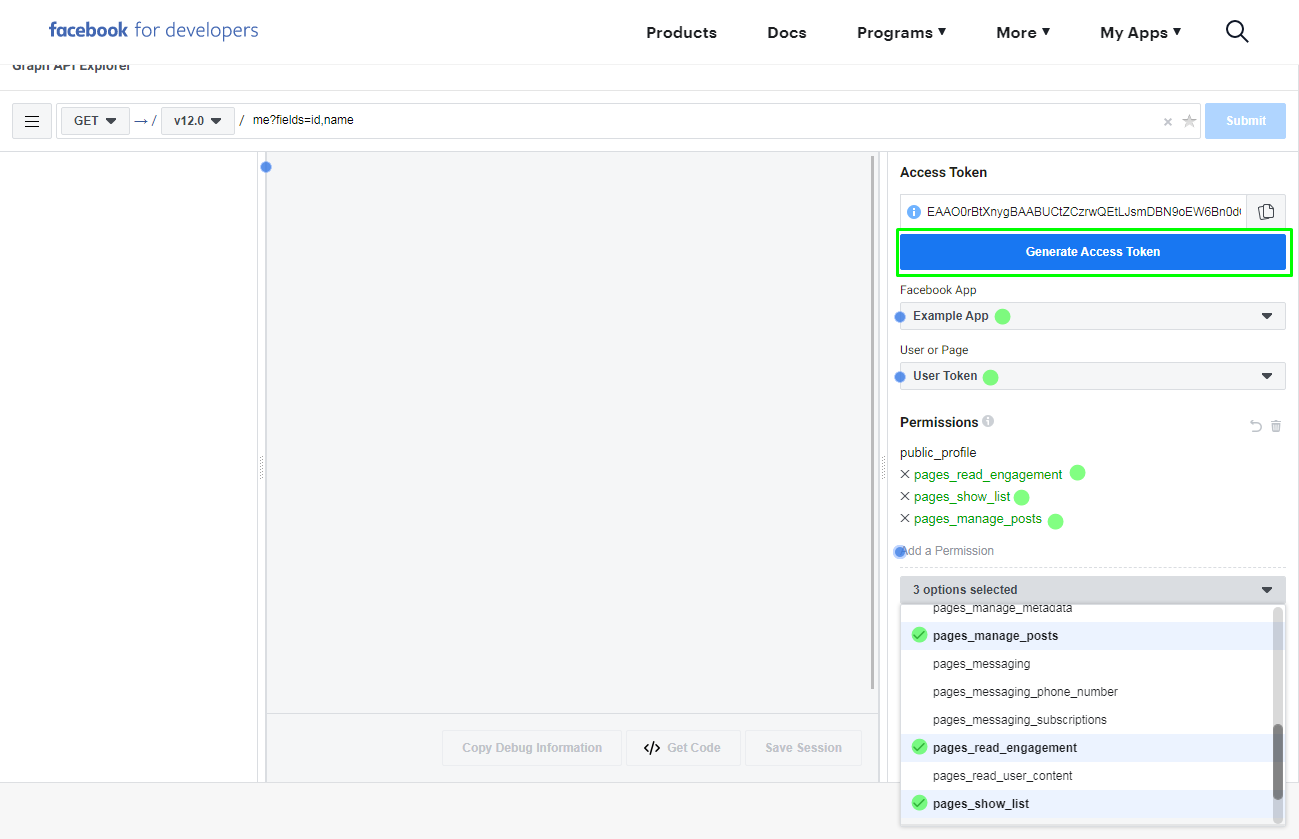 facebook for developers
Products Docs Programs More My Apps
Graph API Explorer
GET → / v12.0 / me?fields=id,name
Submit
Access Token
EAAO0rBtXnygBAABUCtZCzrwQEtLJsmDBN9oEW6Bn0d
Generate Access Token
Facebook App
Example App
User or Page
User Token
Permissions
public_profile
pages_read_engagement
pages_show_list
pages_manage_posts
Add a Permission
3 options selected
pages_manage_metadata
pages_manage_posts
pages_messaging
pages_messaging_phone_number
pages_messaging_subscriptions
pages_read_engagement
pages_read_user_content
pages_show_list
Copy Debug Information </> Get Code Save Session